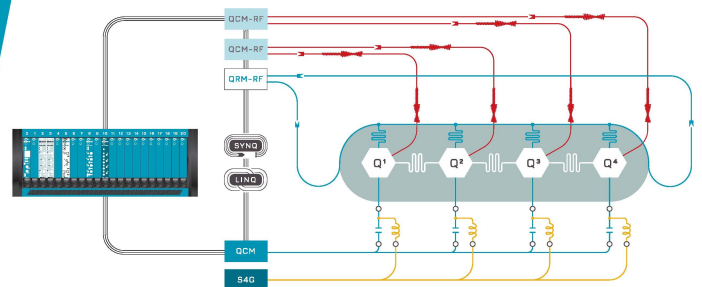 QCM-RF
QCM-RF
QRM-RF
SYNQ
LINQ
QCM
S4G
Q1 Q2 Q3 Q4